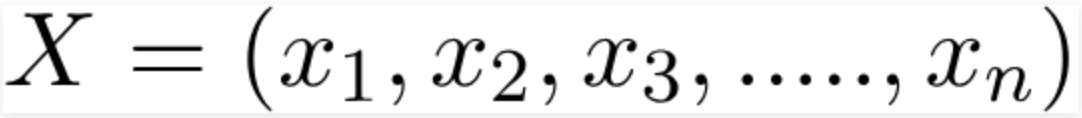 X = (x₁, x₂, x₃, ....., xₙ)